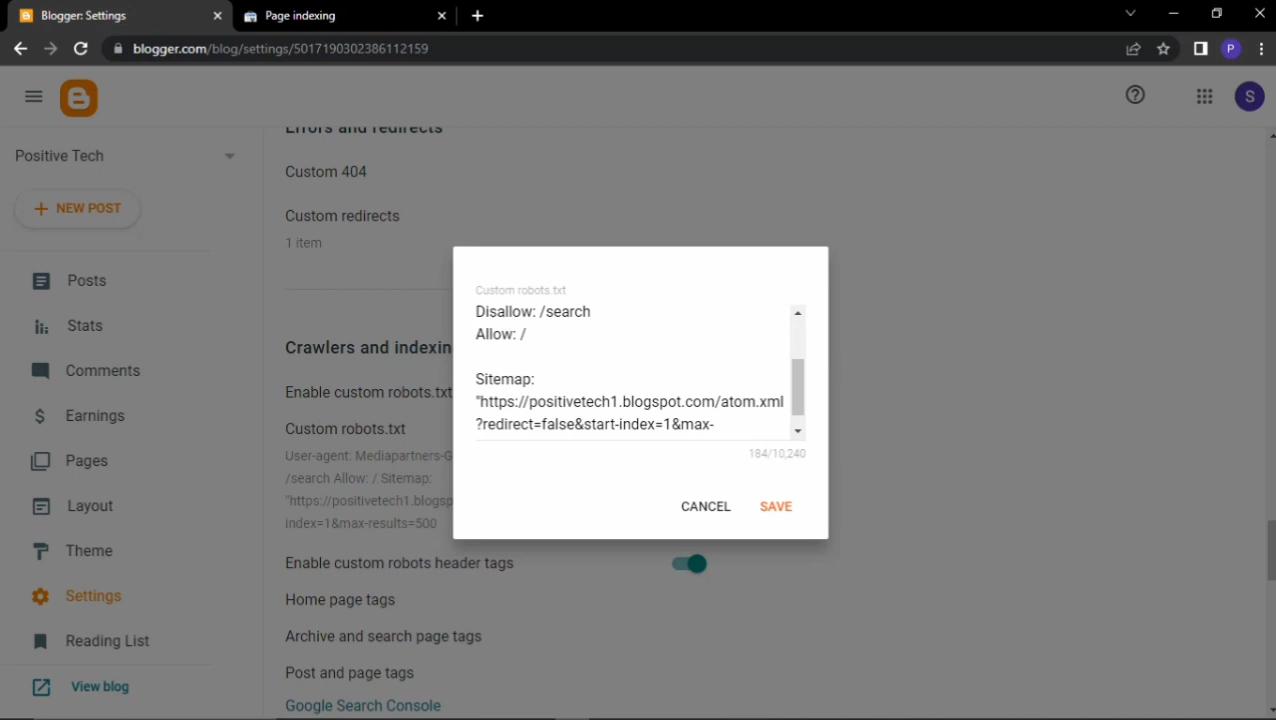 Blogger: Settings
Page indexing
blogger.com/blog/settings/5017190302386112159
P
S
Positive Tech
NEW POST
Posts
Stats
Comments
Earnings
Pages
Layout
Theme
Settings
Reading List
View blog
Errors and redirects
Custom 404
Custom redirects
1 item
Crawlers and indexin
Enable custom robots.txt
Custom robots.txt
User-agent: Mediapartners-G
/search Allow: / Sitemap:
"https://positivetech1.blogsp
index=1&max-results=500
Enable custom robots header tags
Home page tags
Archive and search page tags
Post and page tags
Google Search Console
Custom robots.txt
Disallow: /search
Allow: /
Sitemap:
"https://positivetech1.blogspot.com/atom.xml
?redirect=false&start-index=1&max-
184/10,240
CANCEL SAVE